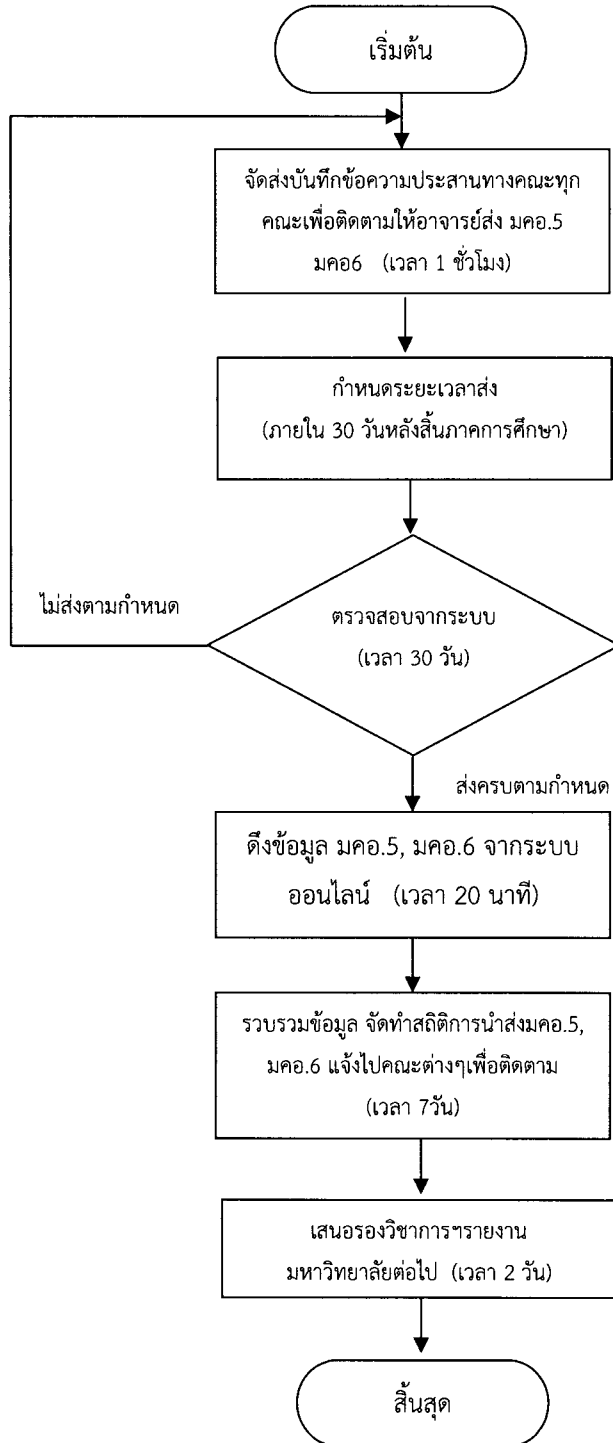 เริ่มต้น
จัดส่งบันทึกข้อความประสานทางคณะทุก
คณะเพื่อติดตามให้อาจารย์ส่ง มคอ.5
มคอ6 (เวลา 1 ชั่วโมง)
กำหนดระยะเวลาส่ง
(ภายใน 30 วันหลังสิ้นภาคการศึกษา)
ไม่ส่งตามกำหนด
ตรวจสอบจากระบบ
(เวลา 30 วัน)
ส่งครบตามกำหนด
ดึงข้อมูล มคอ.5, มคอ.6 จากระบบ
ออนไลน์ (เวลา 20 นาที)
รวบรวมข้อมูล จัดทำสถิติการนำส่งมคอ.5,
มคอ.6 แจ้งไปคณะต่างๆเพื่อติดตาม
(เวลา 7วัน)
เสนอรองวิชาการฯรายงาน
มหาวิทยาลัยต่อไป (เวลา 2 วัน)
สิ้นสุด